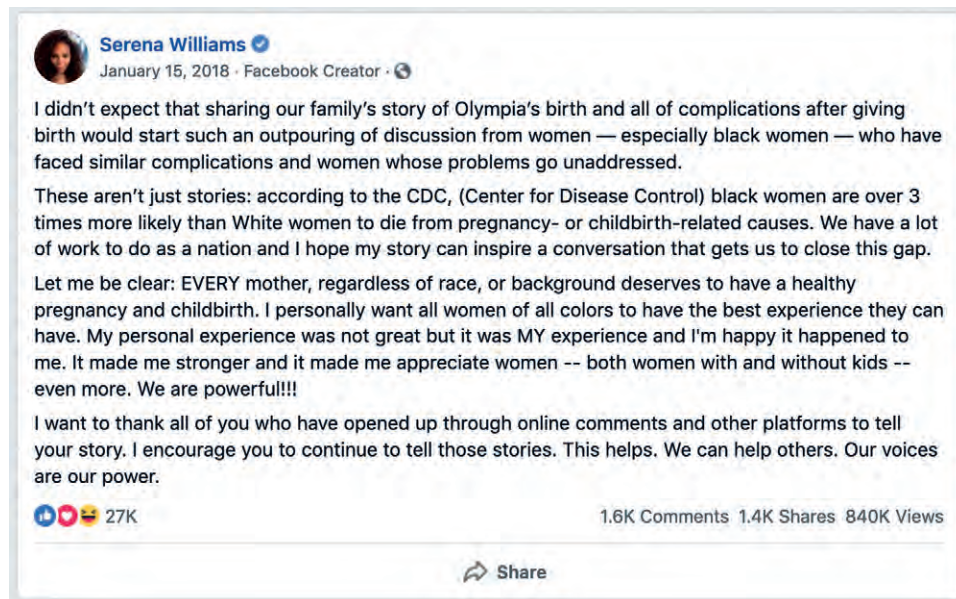 Serena Williams
January 15, 2018 · Facebook Creator ·
I didn't expect that sharing our family's story of Olympia's birth and all of complications after giving
birth would start such an outpouring of discussion from women — especially black women — who have
faced similar complications and women whose problems go unaddressed.
These aren't just stories: according to the CDC, (Center for Disease Control) black women are over 3
times more likely than White women to die from pregnancy- or childbirth-related causes. We have a lot
of work to do as a nation and I hope my story can inspire a conversation that gets us to close this gap.
Let me be clear: EVERY mother, regardless of race, or background deserves to have a healthy
pregnancy and childbirth. I personally want all women of all colors to have the best experience they can
have. My personal experience was not great but it was MY experience and I'm happy it happened to
me. It made me stronger and it made me appreciate women -- both women with and without kids --
even more. We are powerful!!!
I want to thank all of you who have opened up through online comments and other platforms to tell
your story. I encourage you to continue to tell those stories. This helps. We can help others. Our voices
are our power.
27K 1.6K Comments 1.4K Shares 840K Views
Share